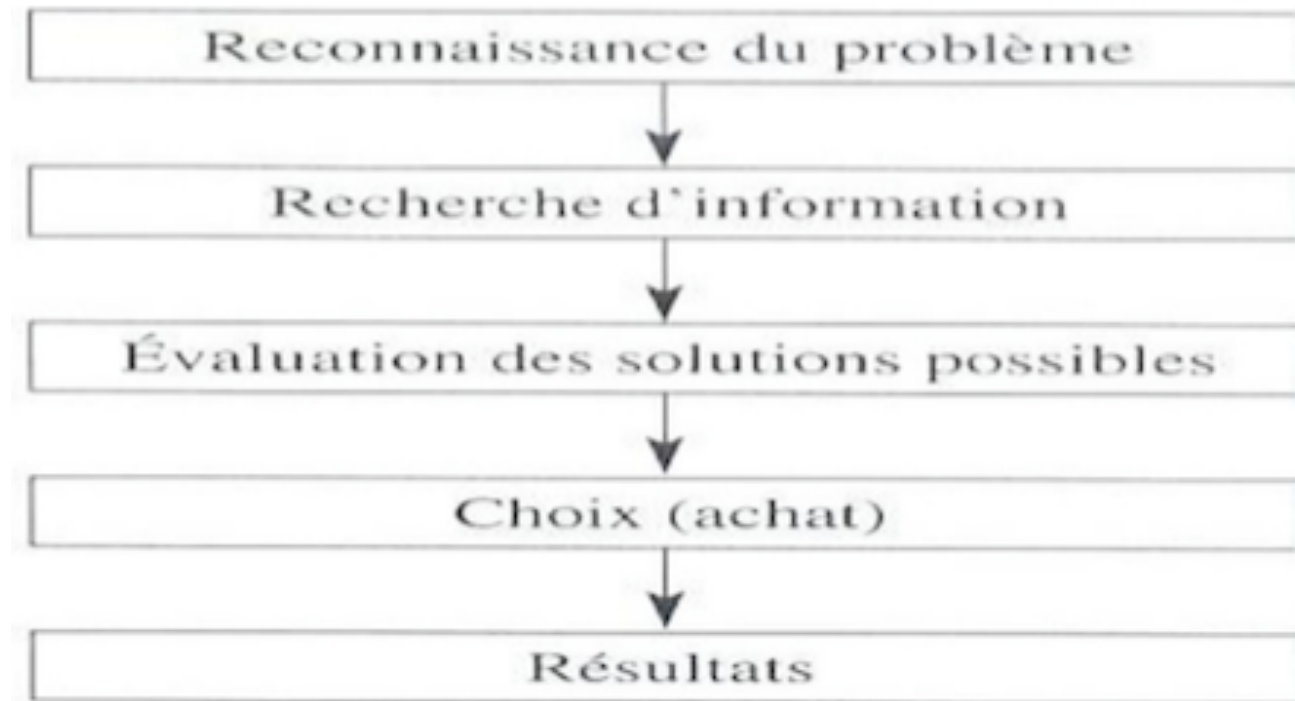 Reconnaissance du problème
Recherche d'information
Évaluation des solutions possibles
Choix (achat)
Résultats